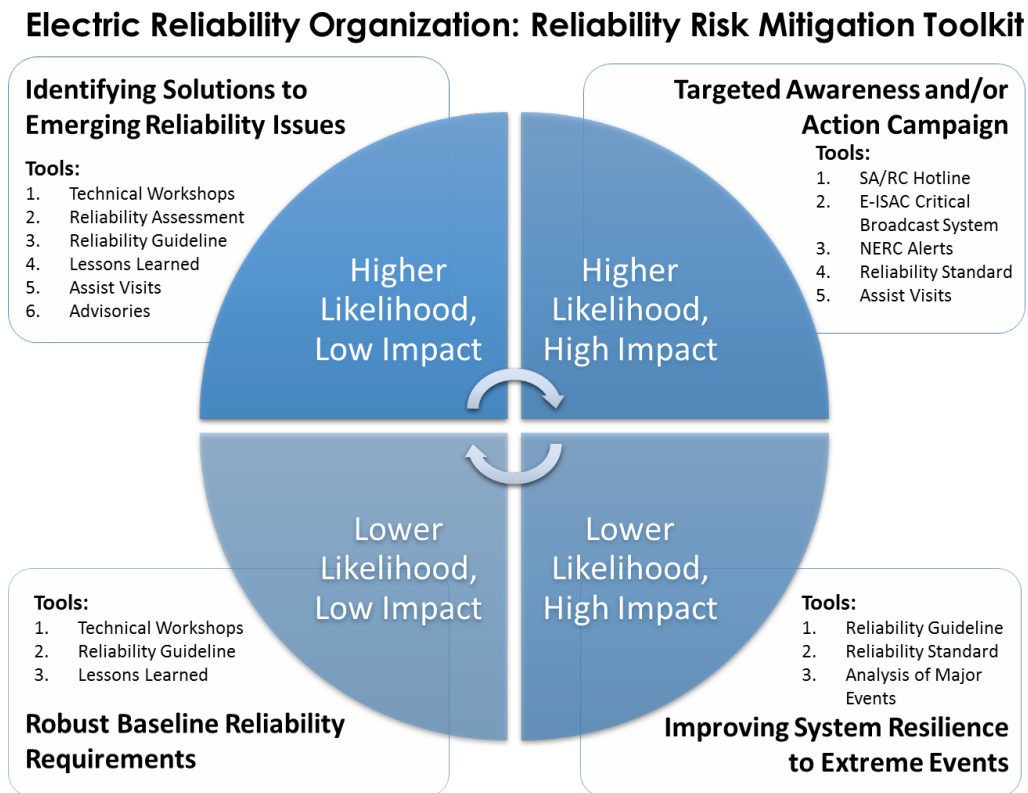 Electric Reliability Organization: Reliability Risk Mitigation Toolkit
Identifying Solutions to
Emerging Reliability Issues
Tools:
1. Technical Workshops
2. Reliability Assessment
3. Reliability Guideline
4. Lessons Learned
5. Assist Visits
6. Advisories
Targeted Awareness and/or
Action Campaign
Tools:
1. SA/RC Hotline
2. E-ISAC Critical
Broadcast System
3. NERC Alerts
4. Reliability Standard
5. Assist Visits
Higher
Likelihood,
Low Impact
Higher
Likelihood,
High Impact
Lower
Likelihood,
Low Impact
Lower
Likelihood,
High Impact
Tools:
1. Technical Workshops
2. Reliability Guideline
3. Lessons Learned
Robust Baseline Reliability
Requirements
Tools:
1. Reliability Guideline
2. Reliability Standard
3. Analysis of Major
Events
Improving System Resilience
to Extreme Events